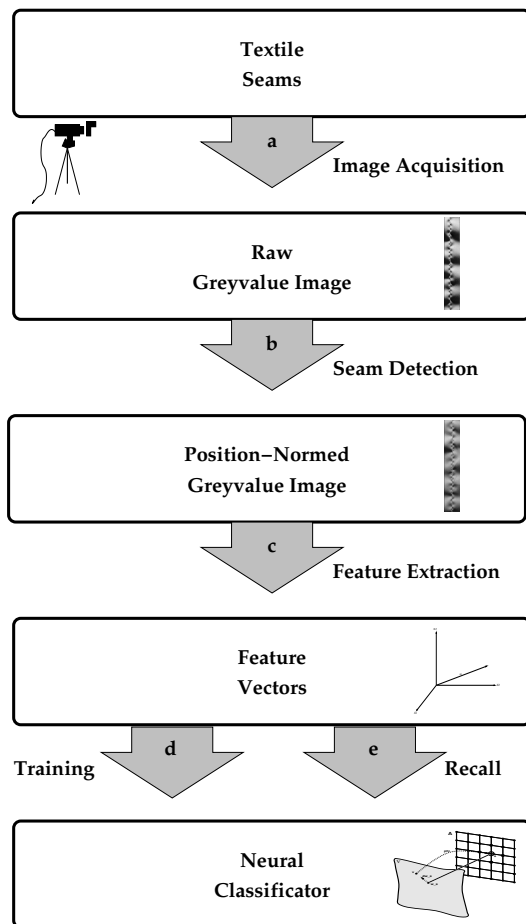 Textile
Seams
a
Image Acquisition
Raw
Greyvalue Image
b
Seam Detection
Position–Normed
Greyvalue Image
c
Feature Extraction
Feature
Vectors
d
e
Training
Recall
Neural
Classificator